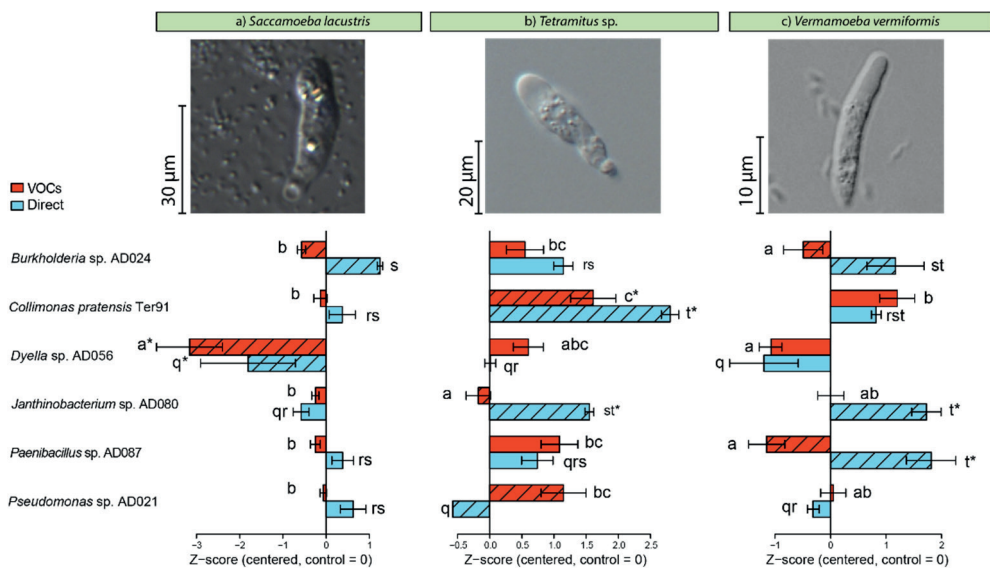 a) Saccamoeba lacustris
b) Tetramitus sp.
c) Vermamoeba vermiformis
30 µm
20 µm
10 µm
VOCs
Direct
Burkholderia sp. AD024
b
s
bc
rs
a
st
Collimonas pratensis Ter91
b
rs
c*
t*
b
rst
Dyella sp. AD056
a*
q*
abc
qr
q
Janthinobacterium sp. AD080
b
qr
a
st*
ab
t*
Paenibacillus sp. AD087
b
rs
bc
qrs
a
t*
Pseudomonas sp. AD021
b
rs
bc
q
ab
qr
-3 -2 -1 0 1
-0.5 0.0 0.5 1.0 1.5 2.0 2.5
-1 0 1 2
Z-score (centered, control = 0)
Z-score (centered, control = 0)
Z-score (centered, control = 0)